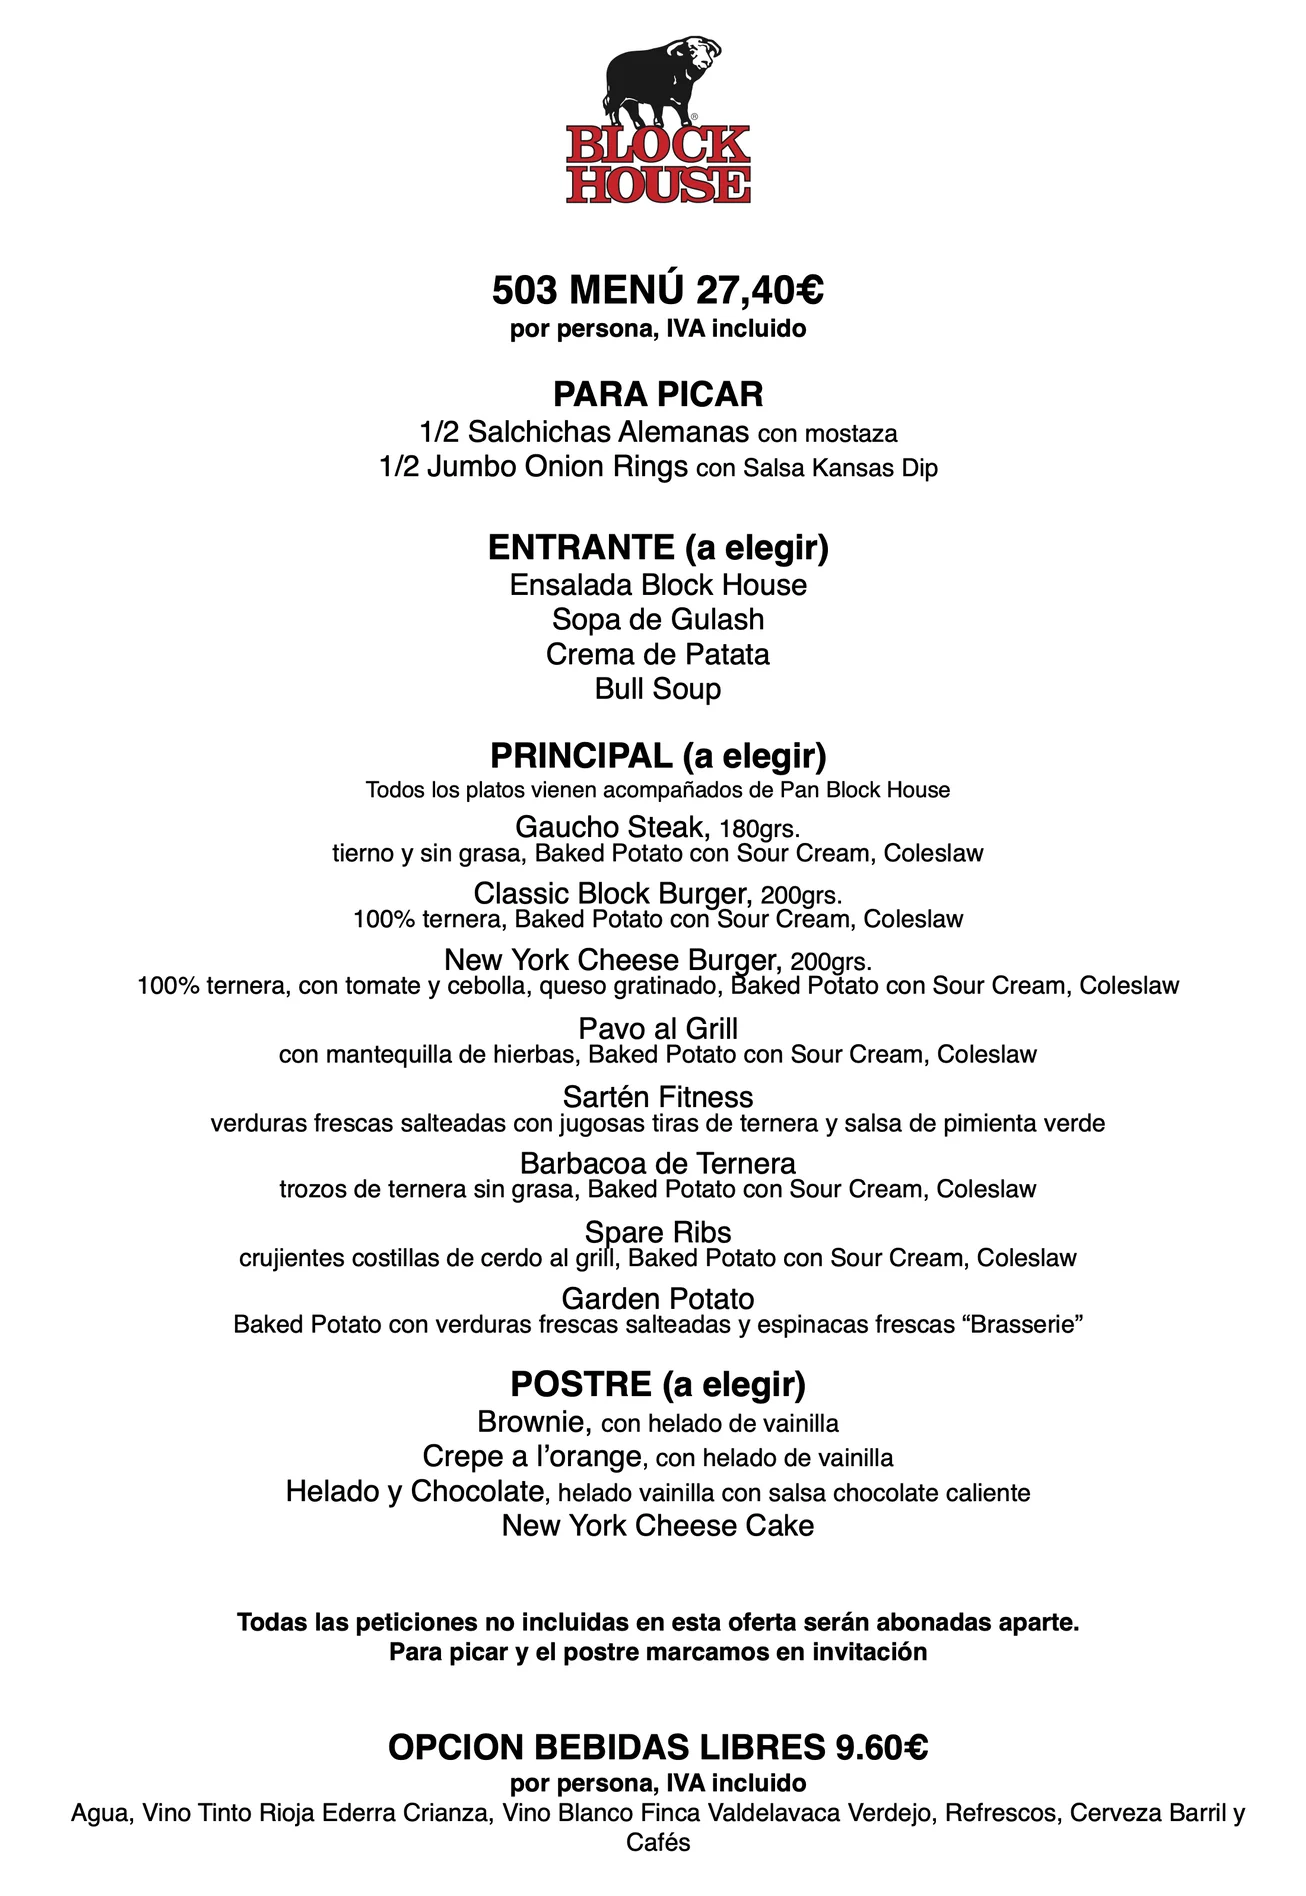 BLOCK
HOUSE
503 MENÚ 27,40€
por persona, IVA incluido
PARA PICAR
1/2 Salchichas Alemanas con mostaza
1/2 Jumbo Onion Rings con Salsa Kansas Dip
ENTRANTE (a elegir)
Ensalada Block House
Sopa de Gulash
Crema de Patata
Bull Soup
PRINCIPAL (a elegir)
Todos los platos vienen acompañados de Pan Block House
Gaucho Steak, 180grs.
tierno y sin grasa, Baked Potato con Sour Cream, Coleslaw
Classic Block Burger, 200grs.
100% ternera, Baked Potato con Sour Cream, Coleslaw
New York Cheese Burger, 200grs.
100% ternera, con tomate y cebolla, queso gratinado, Baked Potato con Sour Cream, Coleslaw
Pavo al Grill
con mantequilla de hierbas, Baked Potato con Sour Cream, Coleslaw
Sartén Fitness
verduras frescas salteadas con jugosas tiras de ternera y salsa de pimienta verde
Barbacoa de Ternera
trozos de ternera sin grasa, Baked Potato con Sour Cream, Coleslaw
Spare Ribs
crujientes costillas de cerdo al grill, Baked Potato con Sour Cream, Coleslaw
Garden Potato
Baked Potato con verduras frescas salteadas y espinacas frescas “Brasserie”
POSTRE (a elegir)
Brownie, con helado de vainilla
Crepe a l’orange, con helado de vainilla
Helado y Chocolate, helado vainilla con salsa chocolate caliente
New York Cheese Cake
Todas las peticiones no incluidas en esta oferta serán abonadas aparte.
Para picar y el postre marcamos en invitación
OPCION BEBIDAS LIBRES 9.60€
por persona, IVA incluido
Agua, Vino Tinto Rioja Ederra Crianza, Vino Blanco Finca Valdelavaca Verdejo, Refrescos, Cerveza Barril y
Cafés